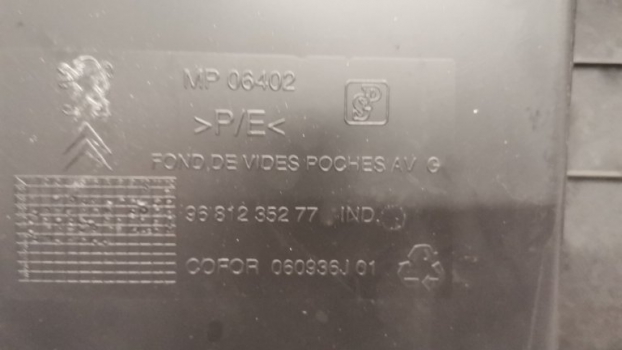 MP 06402
>P/E<
FOND,DE VIDES POCHES AV G
96 812 352 77 IND.
COFOR 060936J 01